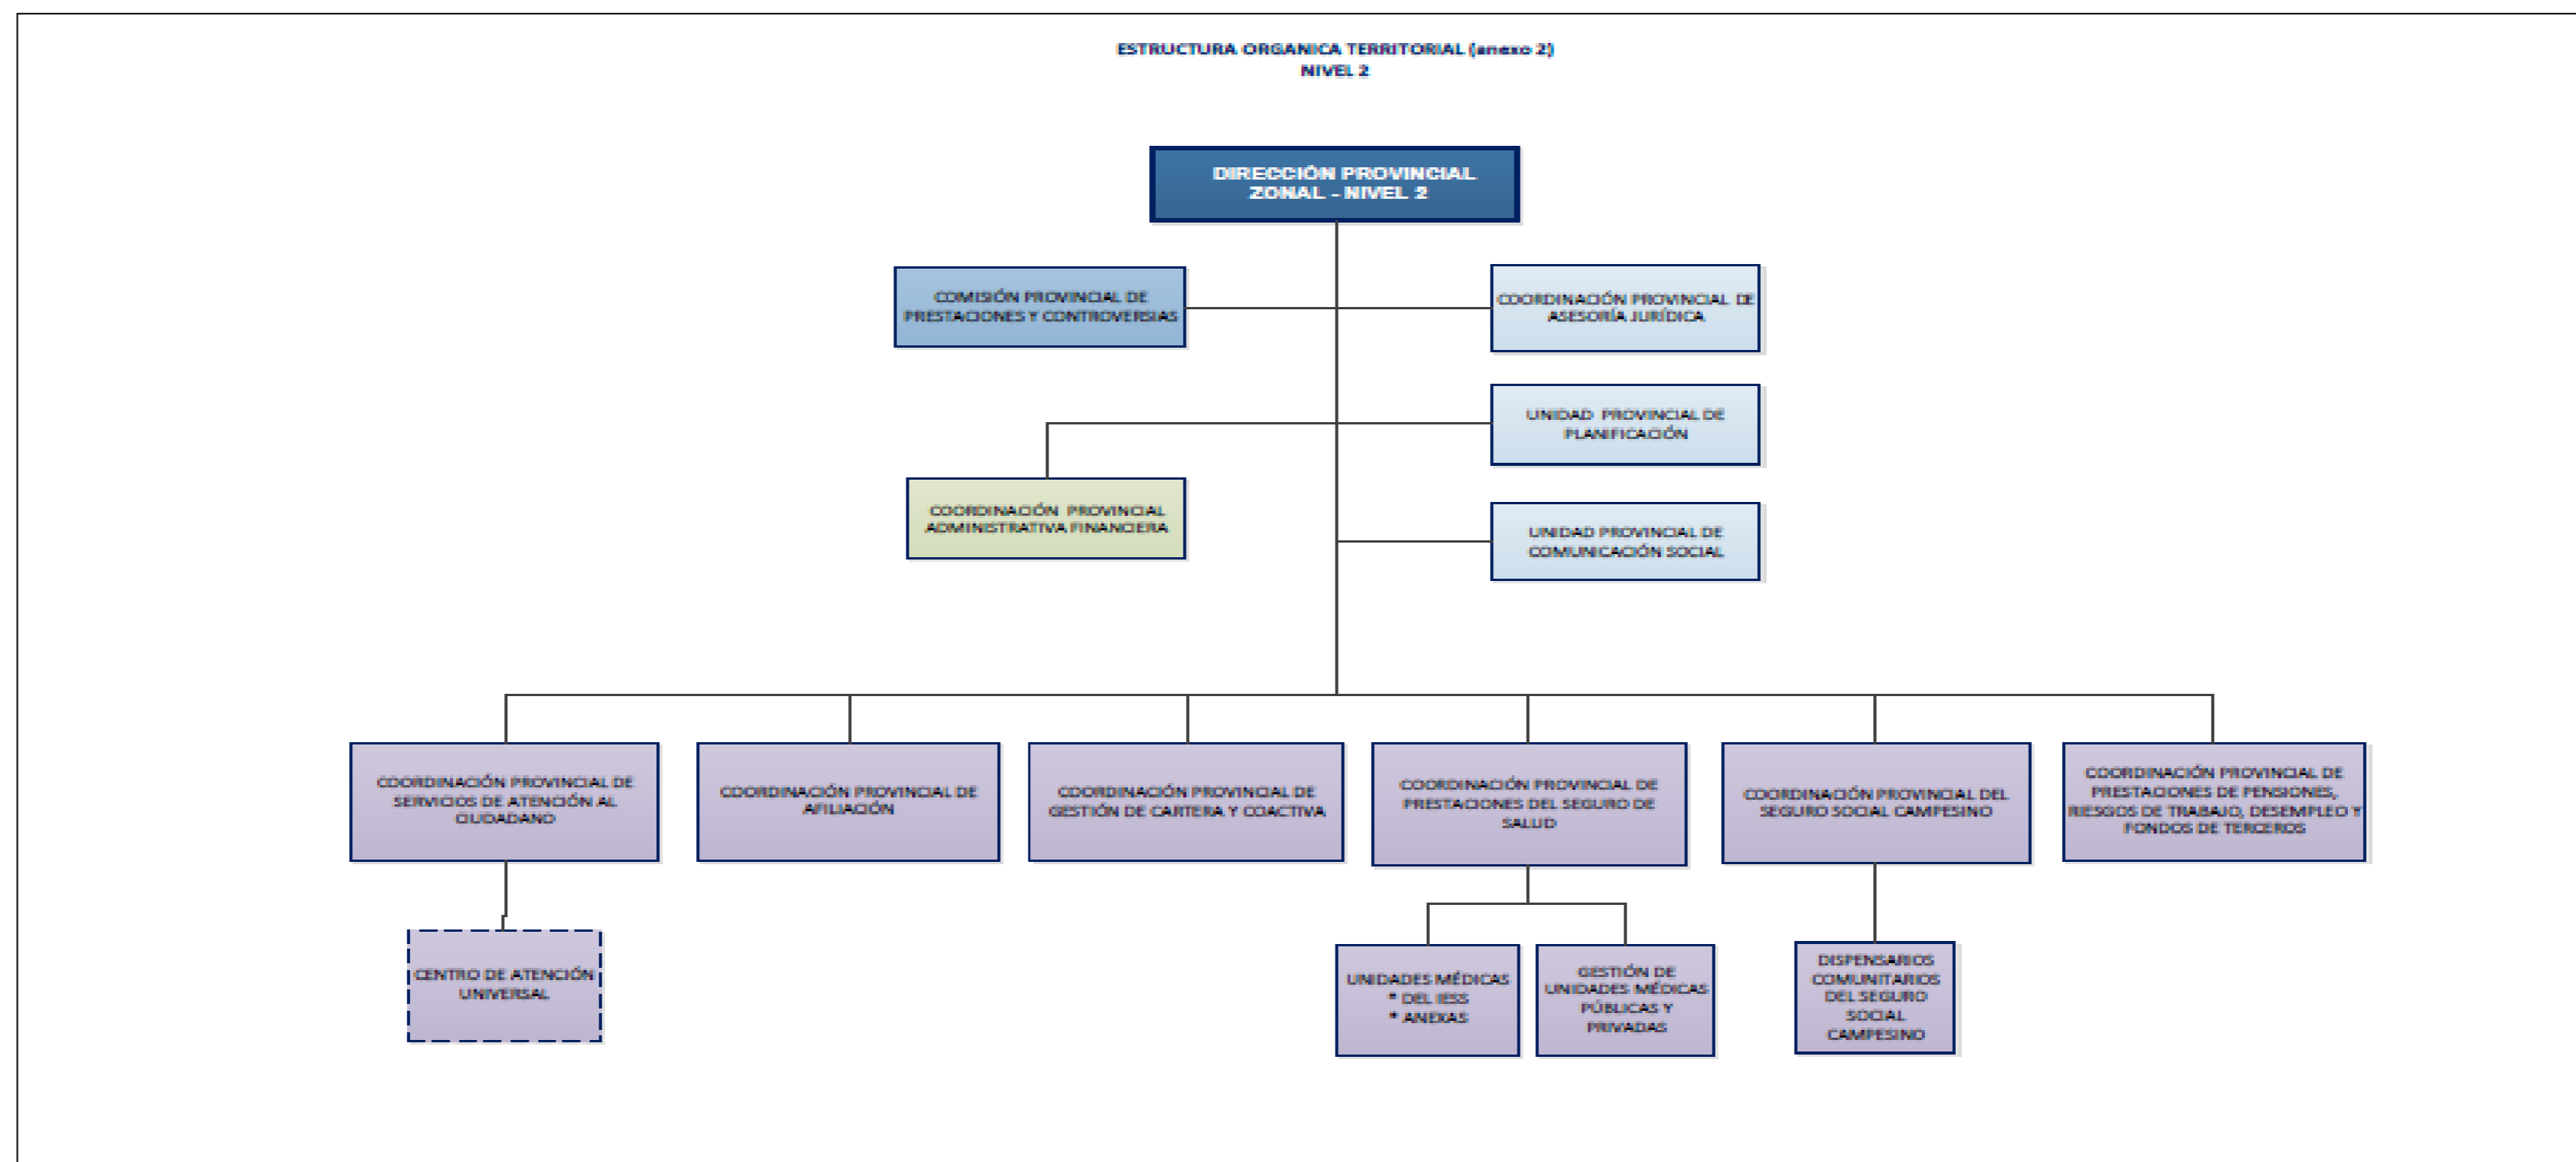 ESTRUCTURA ORGANICA TERRITORIAL (anexo 2)
NIVEL 2
DIRECCIÓN PROVINCIAL
ZONAL - NIVEL 2
COMISIÓN PROVINCIAL DE
PRESTACIONES Y CONTROVERSIAS
COORDINACIÓN PROVINCIAL DE
ASESORÍA JURÍDICA
UNIDAD PROVINCIAL DE
PLANIFICACIÓN
COORDINACIÓN PROVINCIAL
ADMINISTRATIVA FINANCIERA
UNIDAD PROVINCIAL DE
COMUNICACIÓN SOCIAL
COORDINACIÓN PROVINCIAL DE
SERVICIOS DE ATENCIÓN AL
CIUDADANO
COORDINACIÓN PROVINCIAL DE
AFILIACIÓN
COORDINACIÓN PROVINCIAL DE
GESTIÓN DE CARTERA Y COACTIVA
COORDINACIÓN PROVINCIAL DE
PRESTACIONES DEL SEGURO DE
SALUD
COORDINACIÓN PROVINCIAL DEL
SEGURO SOCIAL CAMPESINO
COORDINACIÓN PROVINCIAL DE
PRESTACIONES DE PENSIONES,
RIESGOS DE TRABAJO, DESEMPLEO Y
FONDOS DE TERCEROS
CENTRO DE ATENCIÓN
UNIVERSAL
UNIDADES MÉDICAS
* DEL IESS
* ANEXAS
GESTIÓN DE
UNIDADES MÉDICAS
PÚBLICAS Y
PRIVADAS
DISPENSARIOS
COMUNITARIOS
DEL SEGURO
SOCIAL
CAMPESINO